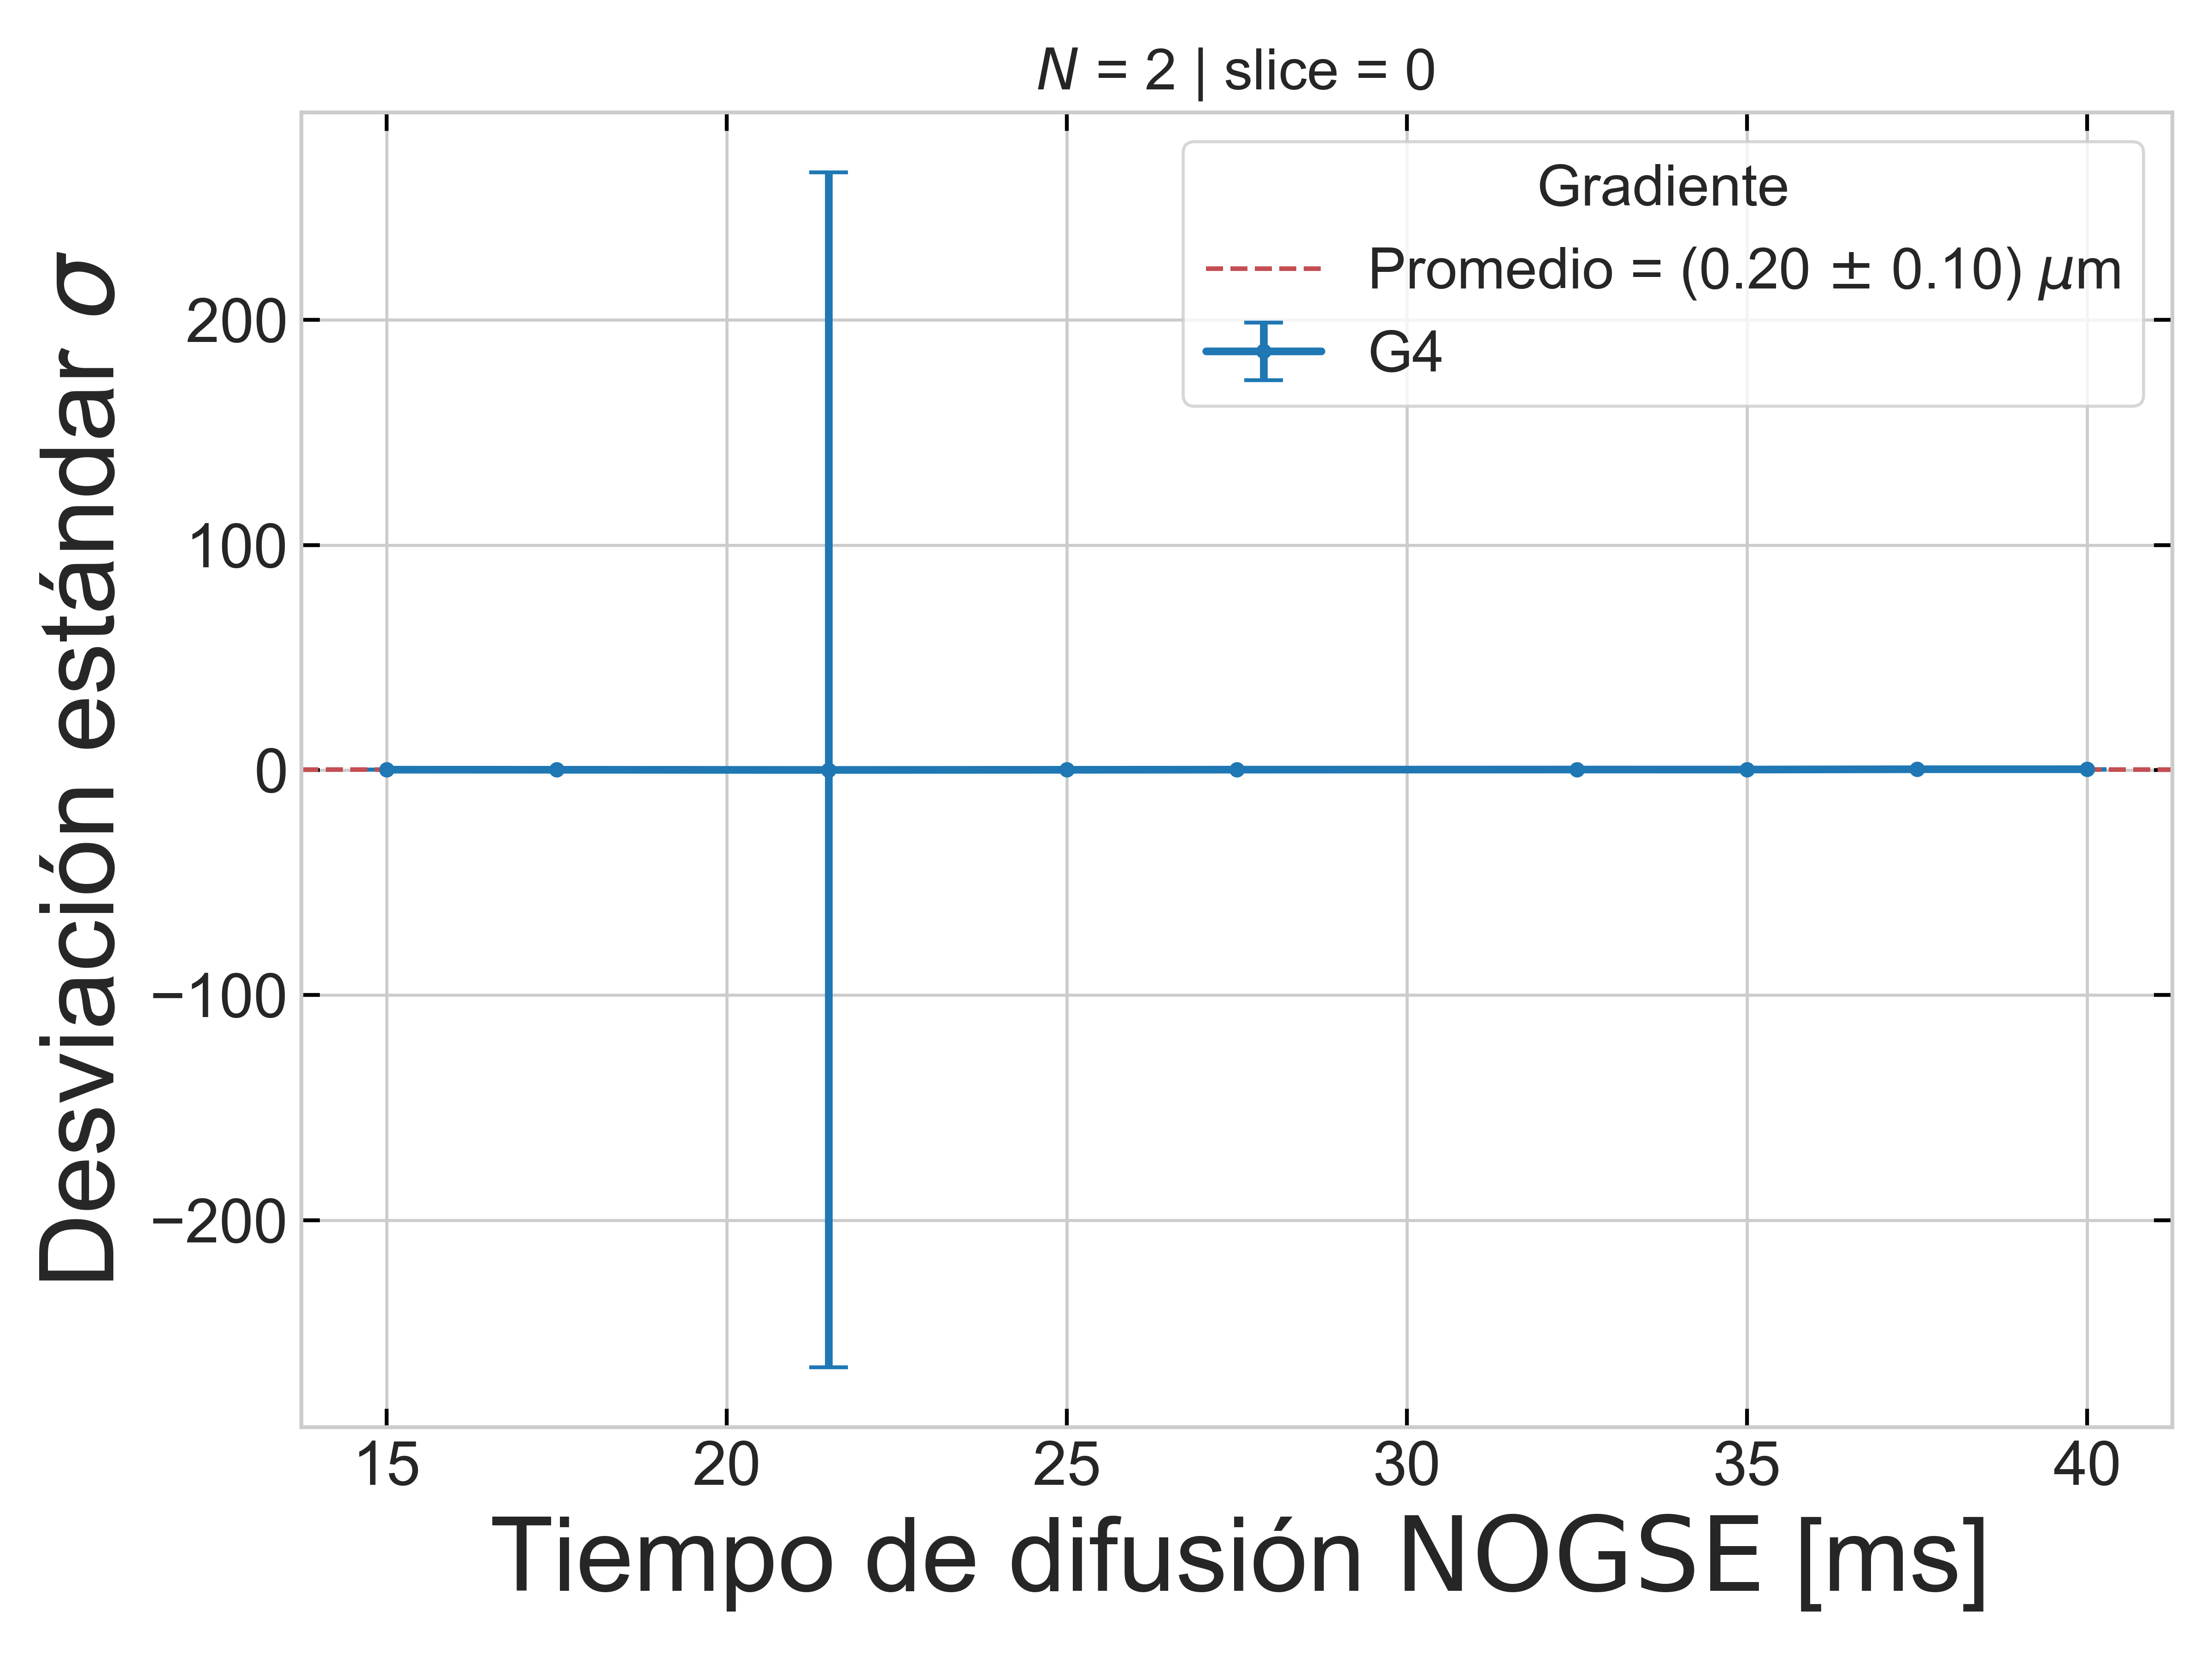 N = 2 | slice = 0
Gradiente
Promedio = (0.20 ± 0.10) μm
G4
Desviación estándar σ
200
100
0
−100
−200
15 20 25 30 35 40
Tiempo de difusión NOGSE [ms]